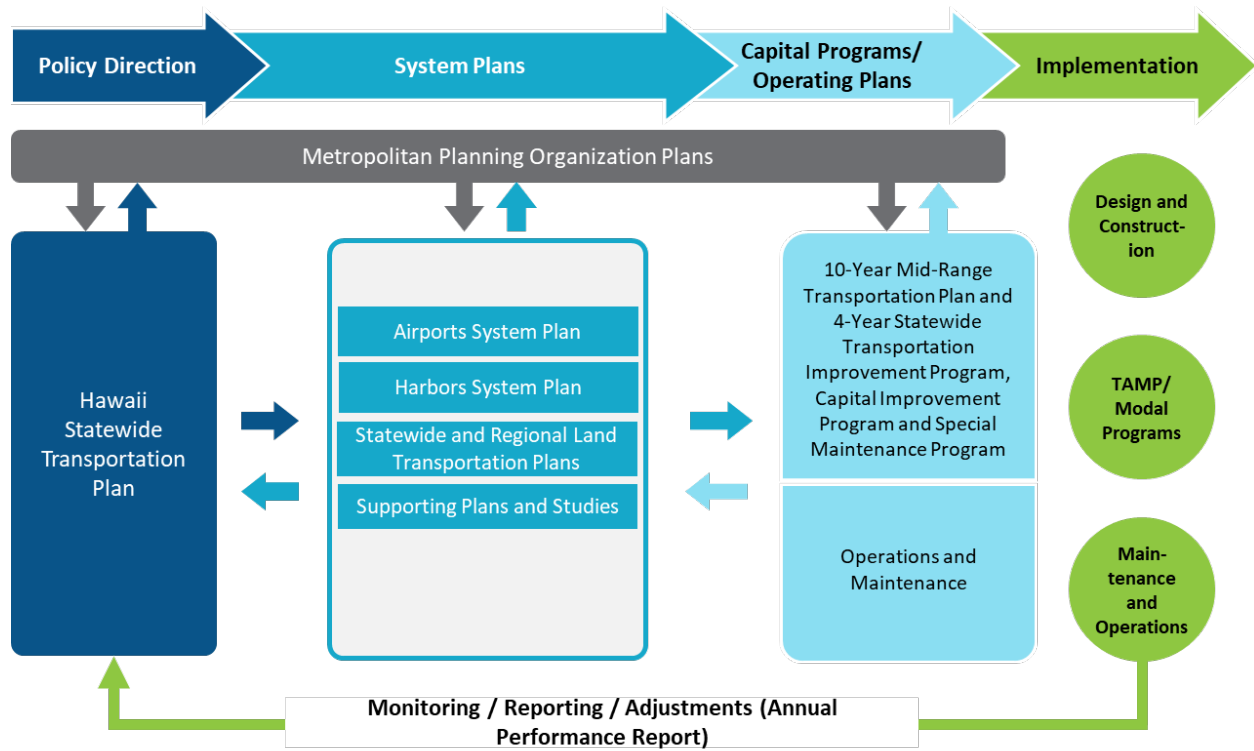 Policy Direction
System Plans
Capital Programs/
Operating Plans
Implementation
Metropolitan Planning Organization Plans
Hawaii
Statewide
Transportation
Plan
Airports System Plan
Harbors System Plan
Statewide and Regional Land
Transportation Plans
Supporting Plans and Studies
10-Year Mid-Range
Transportation Plan and
4-Year Statewide
Transportation
Improvement Program,
Capital Improvement
Program and Special
Maintenance Program
Operations and
Maintenance
Design and
Construct-
ion
TAMP/
Modal
Programs
Main-
tenance
and
Operations
Monitoring / Reporting / Adjustments (Annual
Performance Report)